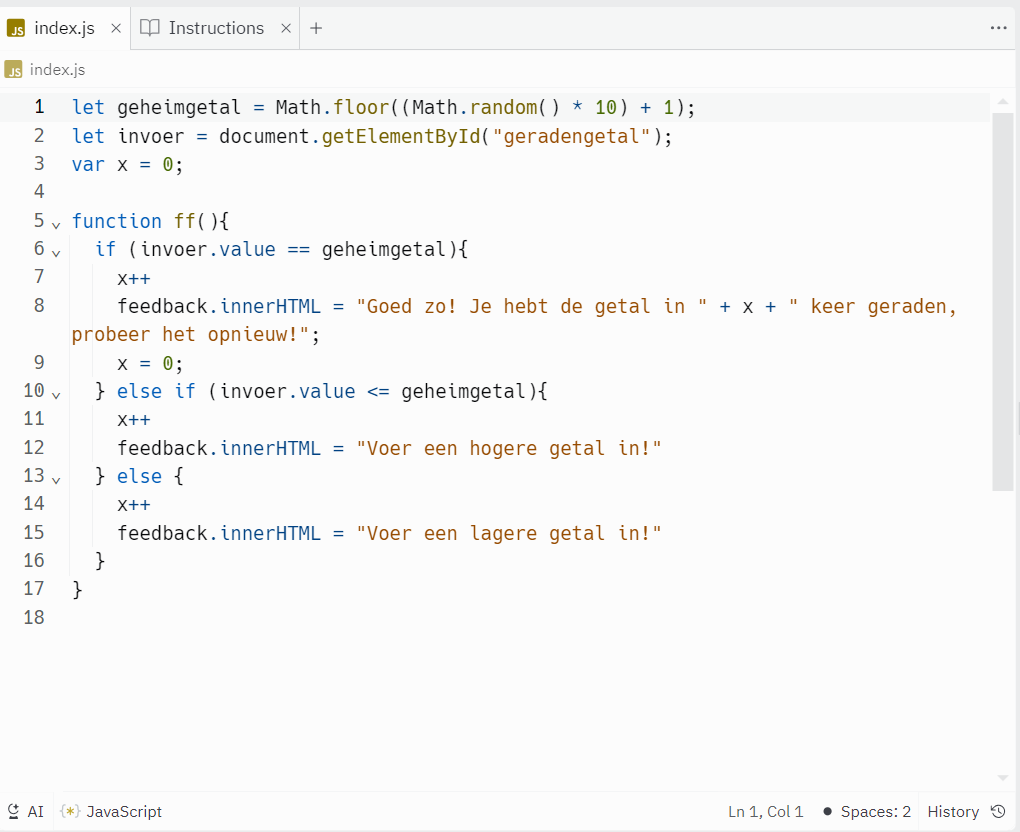 JS index.js × Instructions × + ...
JS index.js
1 let geheimgetal = Math.floor((Math.random() * 10) + 1);
2 let invoer = document.getElementById("geradengetal");
3 var x = 0;
4
5 function ff(){
6   if (invoer.value == geheimgetal){
7     x++
8     feedback.innerHTML = "Goed zo! Je hebt de getal in " + x + " keer geraden,
probeer het opnieuw!";
9     x = 0;
10   } else if (invoer.value <= geheimgetal){
11     x++
12     feedback.innerHTML = "Voer een hogere getal in!"
13   } else {
14     x++
15     feedback.innerHTML = "Voer een lagere getal in!"
16   }
17 }
18
AI {*} JavaScript Ln 1, Col 1 • Spaces: 2 History